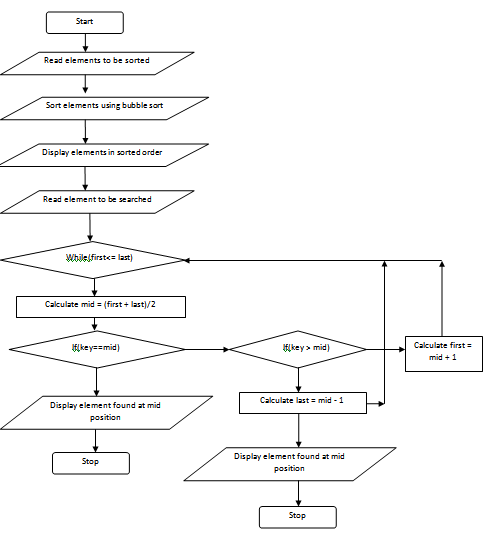 Start
Read elements to be sorted
Sort elements using bubble sort
Display elements in sorted order
Read element to be searched
While(first<= last)
Calculate mid = (first + last)/2
If(key==mid)
If(key > mid)
Calculate first =
mid + 1
Display element found at mid
position
Calculate last = mid - 1
Stop
Display element found at mid
position
Stop